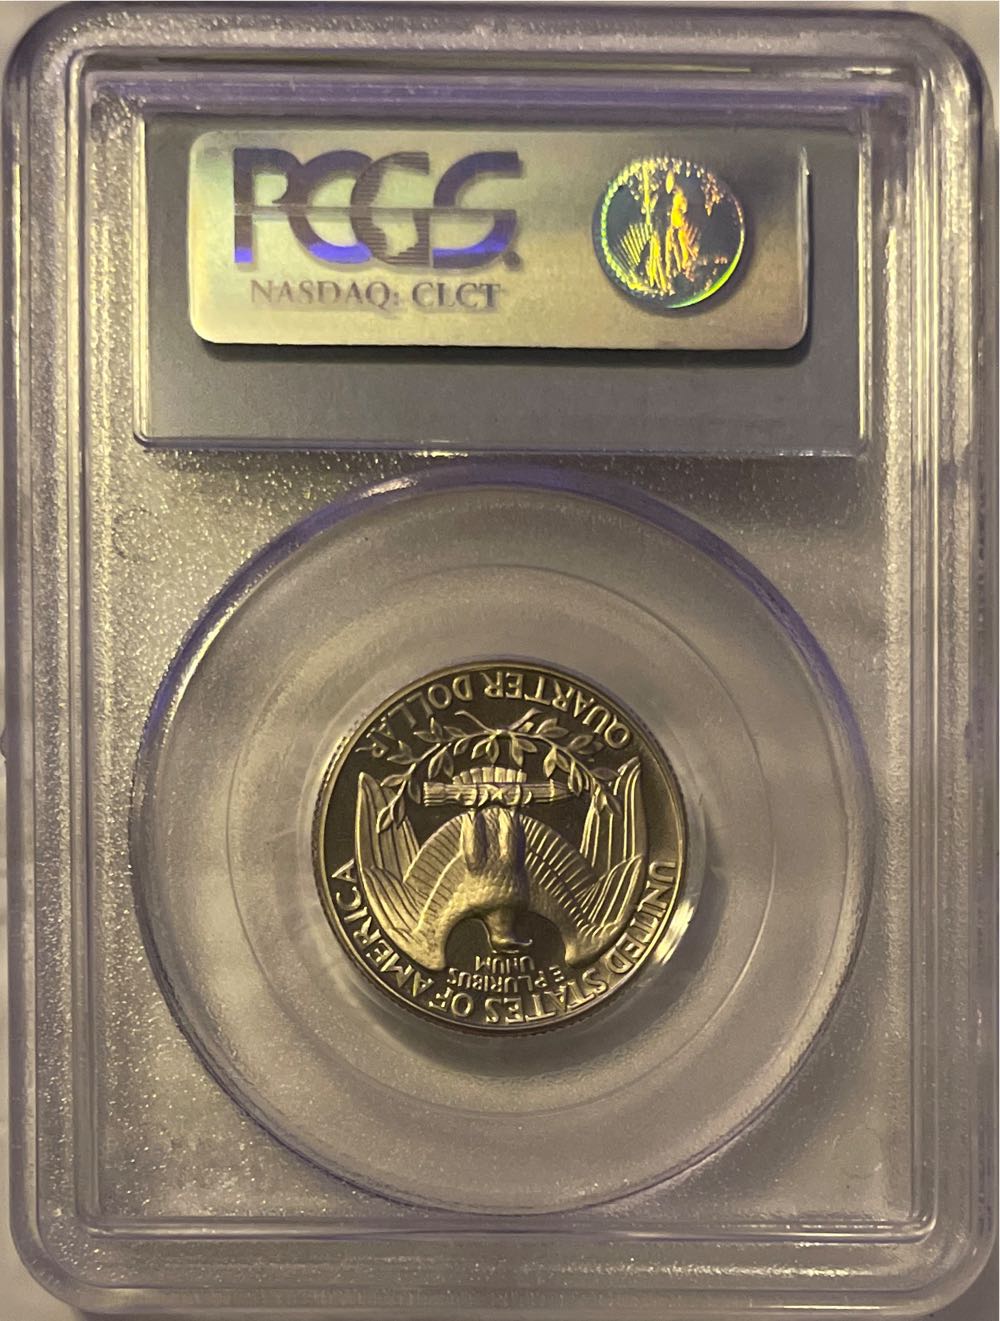 PCGS
NASDAQ: CLCT
QUARTER DOLLAR
UNITED STATES OF AMERICA
E PLURIBUS
UNUM